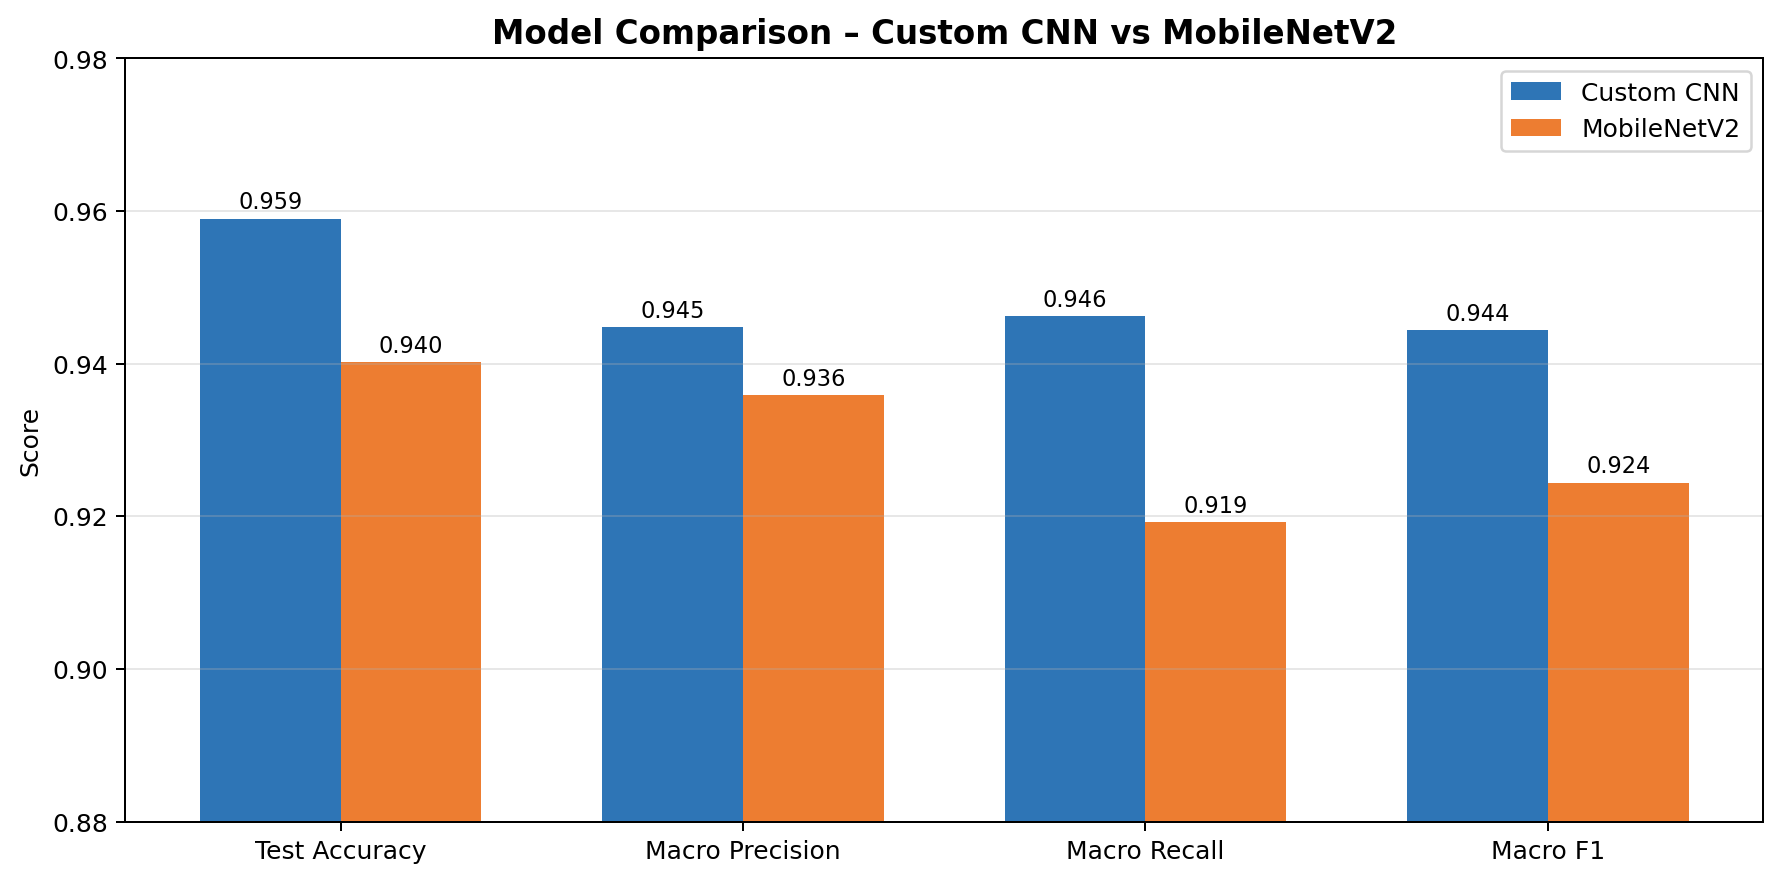 Model Comparison – Custom CNN vs MobileNetV2
Custom CNN
MobileNetV2
Score
0.98
0.96
0.94
0.92
0.90
0.88
0.959
0.940
0.945
0.936
0.946
0.919
0.944
0.924
Test Accuracy
Macro Precision
Macro Recall
Macro F1